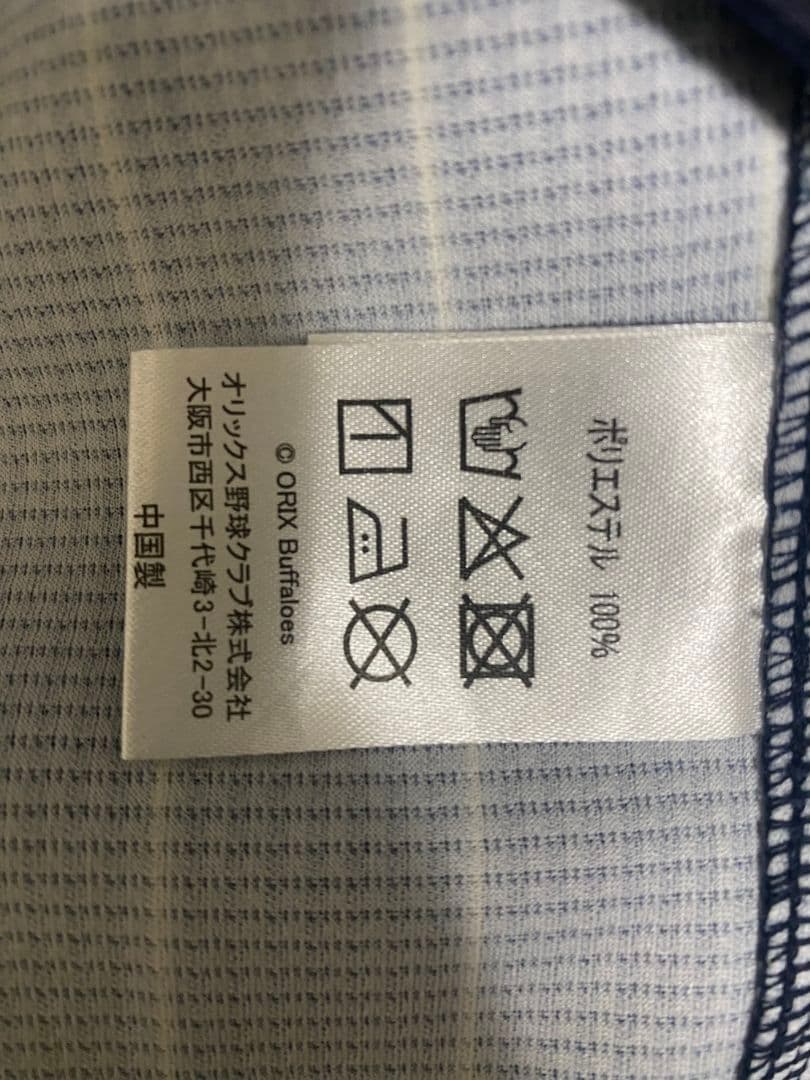 ポリエステル 100%
© ORIX Buffaloes
オリックス野球クラブ株式会社
大阪市西区千代崎3-北2-30
中国製